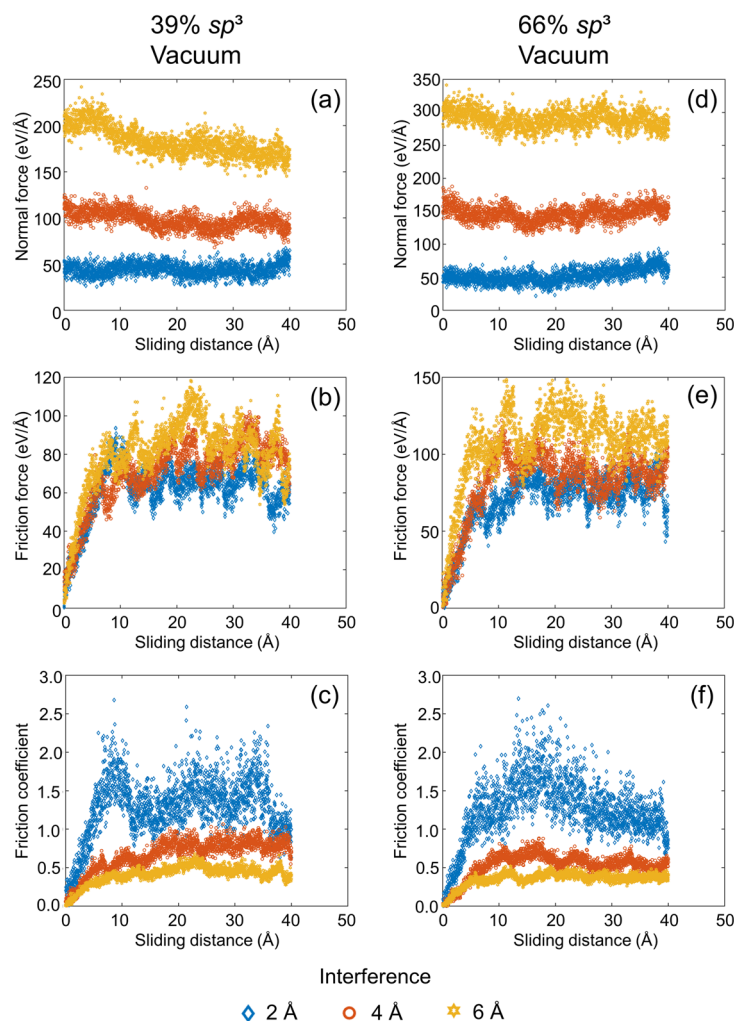 39% sp³
Vacuum
66% sp³
Vacuum
(a)
250
200
150
100
50
0
Normal force (eV/Å)
0 10 20 30 40 50
Sliding distance (Å)
(d)
350
300
250
200
150
100
50
0
Normal force (eV/Å)
0 10 20 30 40 50
Sliding distance (Å)
(b)
120
100
80
60
40
20
0
Friction force (eV/Å)
0 10 20 30 40 50
Sliding distance (Å)
(e)
150
100
50
0
Friction force (eV/Å)
0 10 20 30 40 50
Sliding distance (Å)
(c)
3.0
2.5
2.0
1.5
1.0
0.5
0.0
Friction coefficient
0 10 20 30 40 50
Sliding distance (Å)
(f)
3.0
2.5
2.0
1.5
1.0
0.5
0.0
Friction coefficient
0 10 20 30 40 50
Sliding distance (Å)
Interference
2 Å 4 Å 6 Å